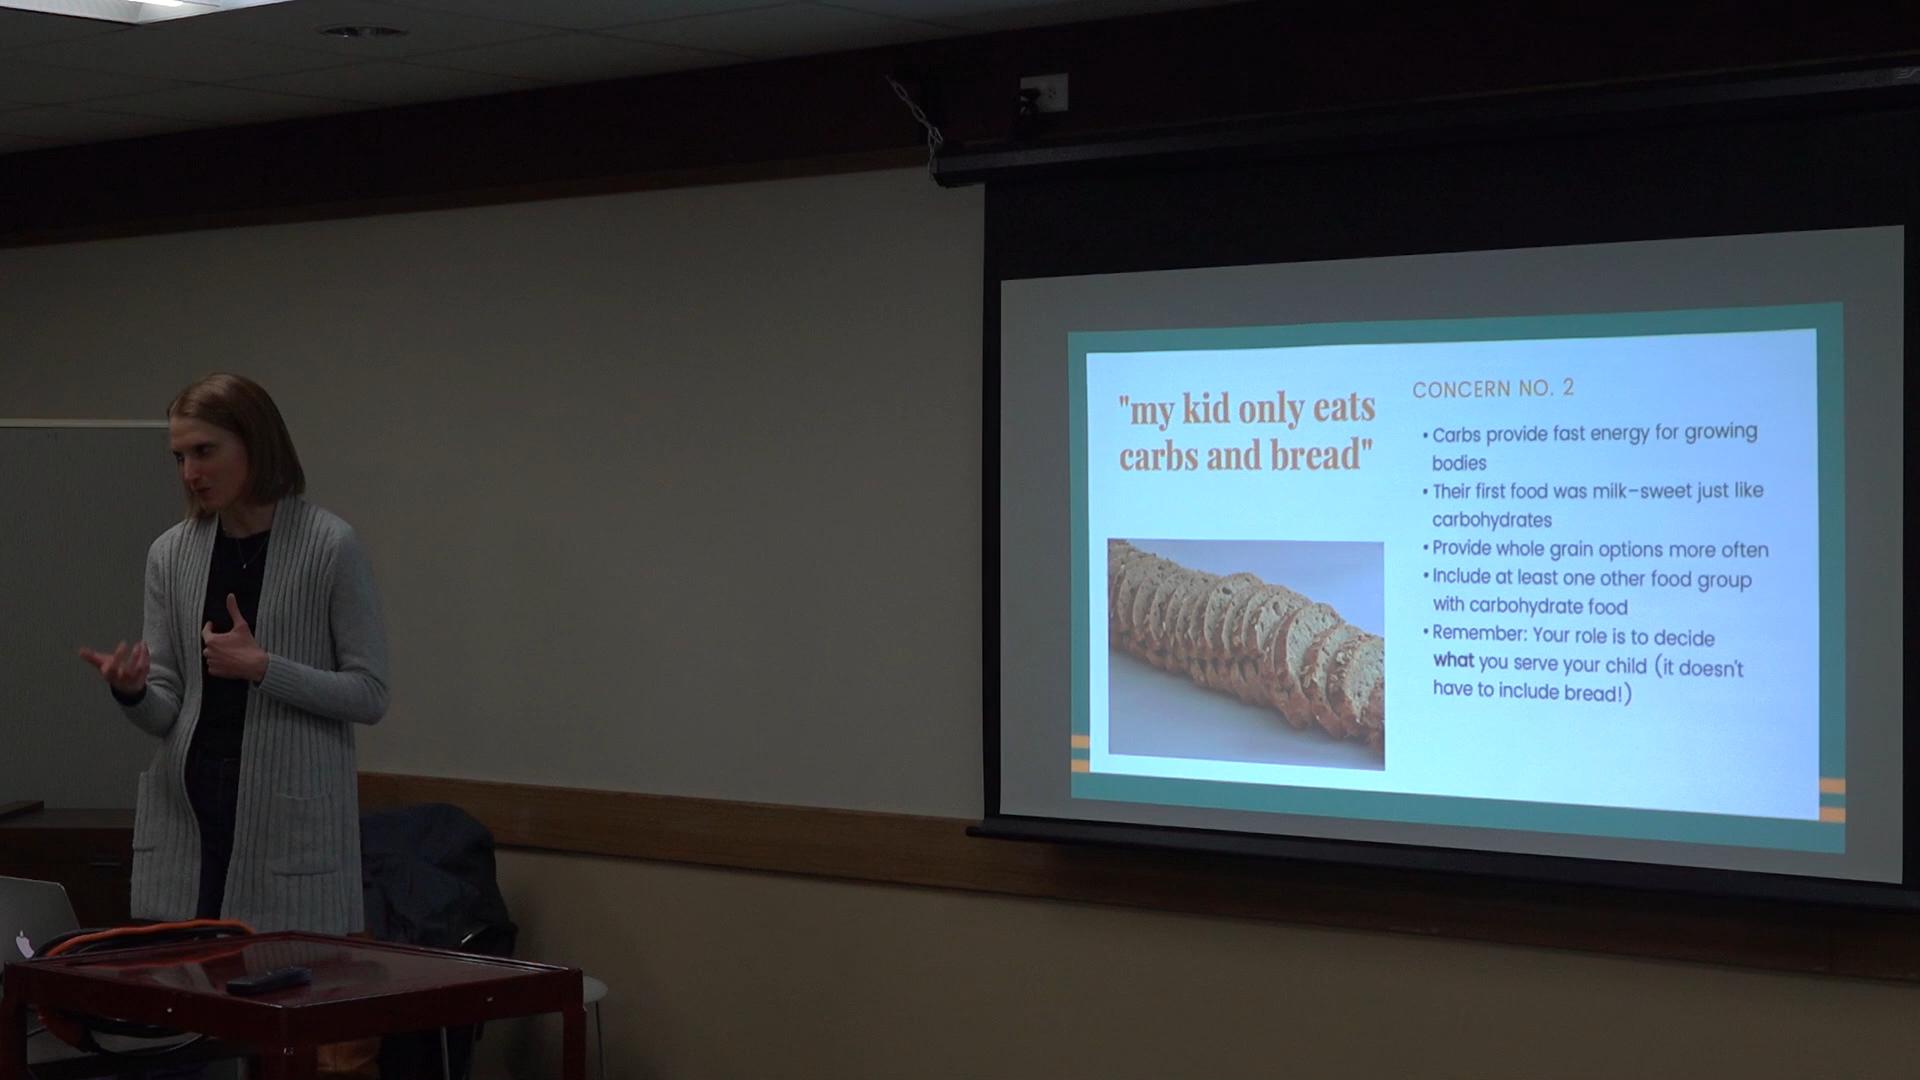 "my kid only eats
carbs and bread"
CONCERN NO. 2
• Carbs provide fast energy for growing
bodies
• Their first food was milk–sweet just like
carbohydrates
• Provide whole grain options more often
• Include at least one other food group
with carbohydrate food
• Remember: Your role is to decide
what you serve your child (it doesn't
have to include bread!)